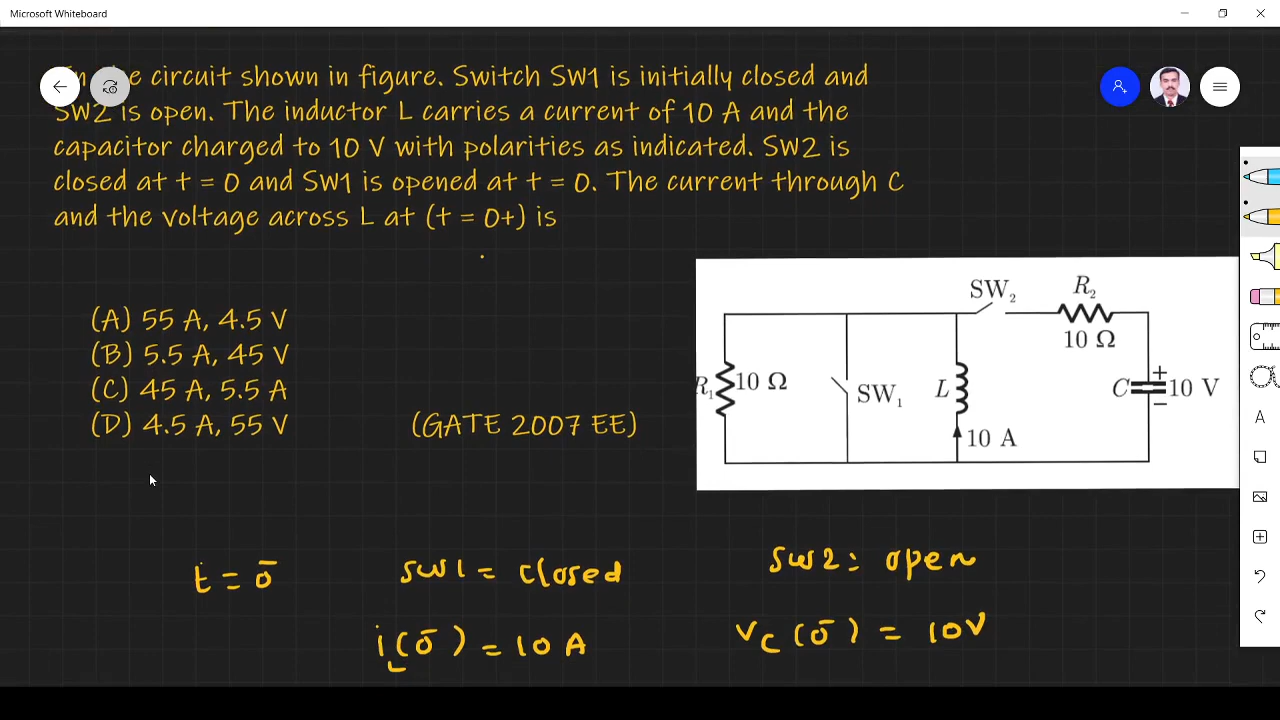 Microsoft Whiteboard
circuit shown in figure. Switch SW1 is initially closed and
SW2 is open. The inductor L carries a current of 10 A and the
capacitor charged to 10 V with polarities as indicated. SW2 is
closed at t = 0 and SW1 is opened at t = 0. The current through C
and the voltage across L at (t = 0+) is
(A) 55 A, 4.5 V
(B) 5.5 A, 45 V
(C) 45 A, 5.5 A
(D) 4.5 A, 55 V
(GATE 2007 EE)
SW₂
R₂
10 Ω
R₁
10 Ω
SW₁
L
10 A
C
+
10 V
−
A
t = 0⁻
SW1 = closed
SW2 : open
i_L(0⁻) = 10 A
V_C(0⁻) = 10V